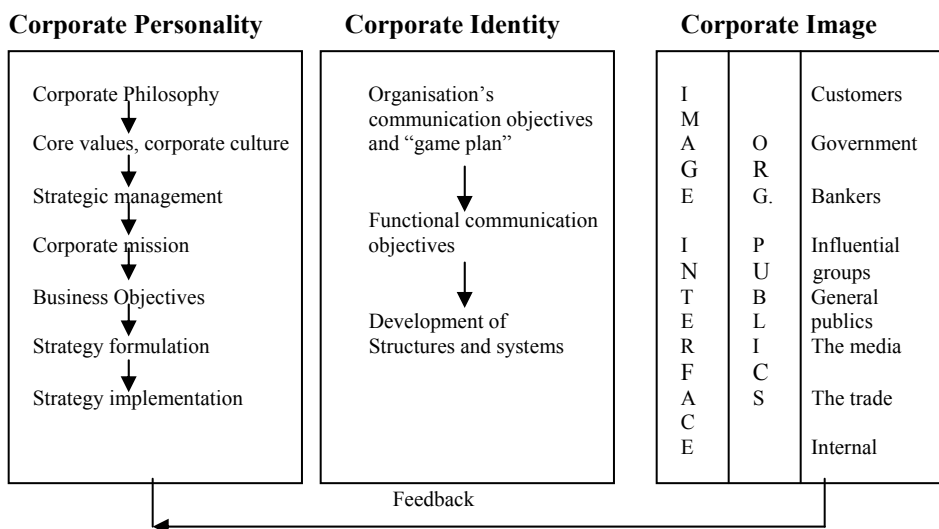 Corporate Personality
Corporate Identity
Corporate Image
Corporate Philosophy
Core values, corporate culture
Strategic management
Corporate mission
Business Objectives
Strategy formulation
Strategy implementation
Organisation’s
communication objectives
and “game plan”
Functional communication
objectives
Development of
Structures and systems
IMAGE
INTERFACE
ORG.
PUBLICS
Customers
Government
Bankers
Influential
groups
General
publics
The media
The trade
Internal
Feedback